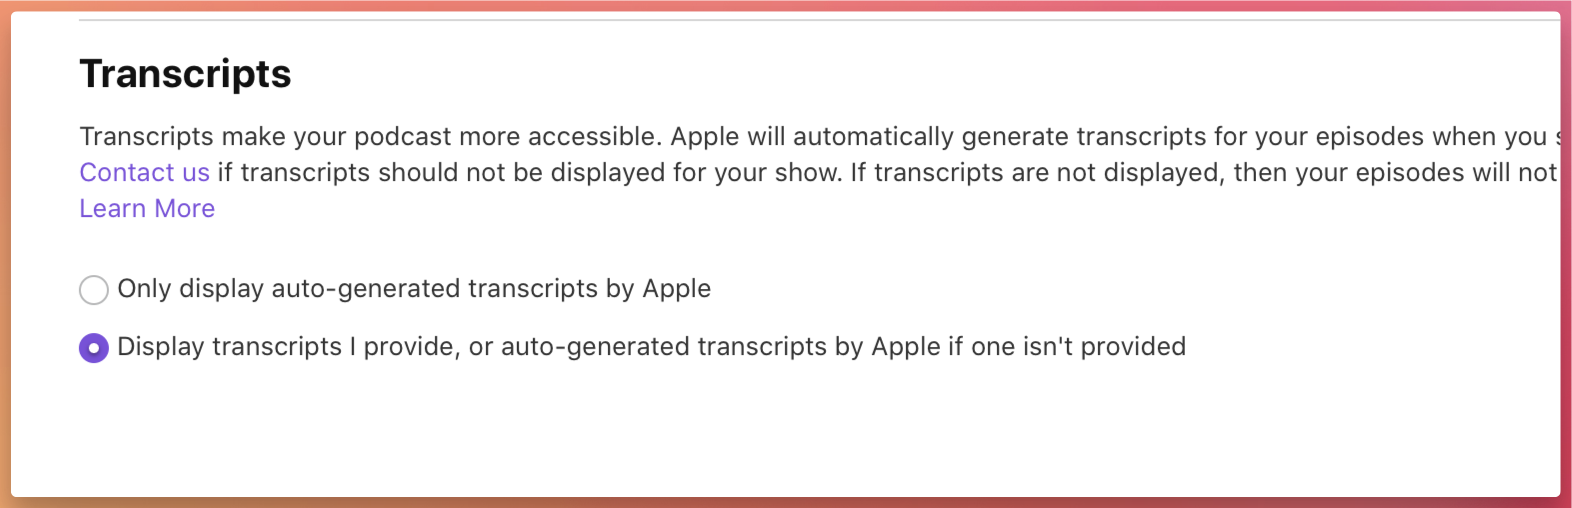 Transcripts
Transcripts make your podcast more accessible. Apple will automatically generate transcripts for your episodes when you
Contact us if transcripts should not be displayed for your show. If transcripts are not displayed, then your episodes will not
Learn More
Only display auto-generated transcripts by Apple
Display transcripts I provide, or auto-generated transcripts by Apple if one isn't provided